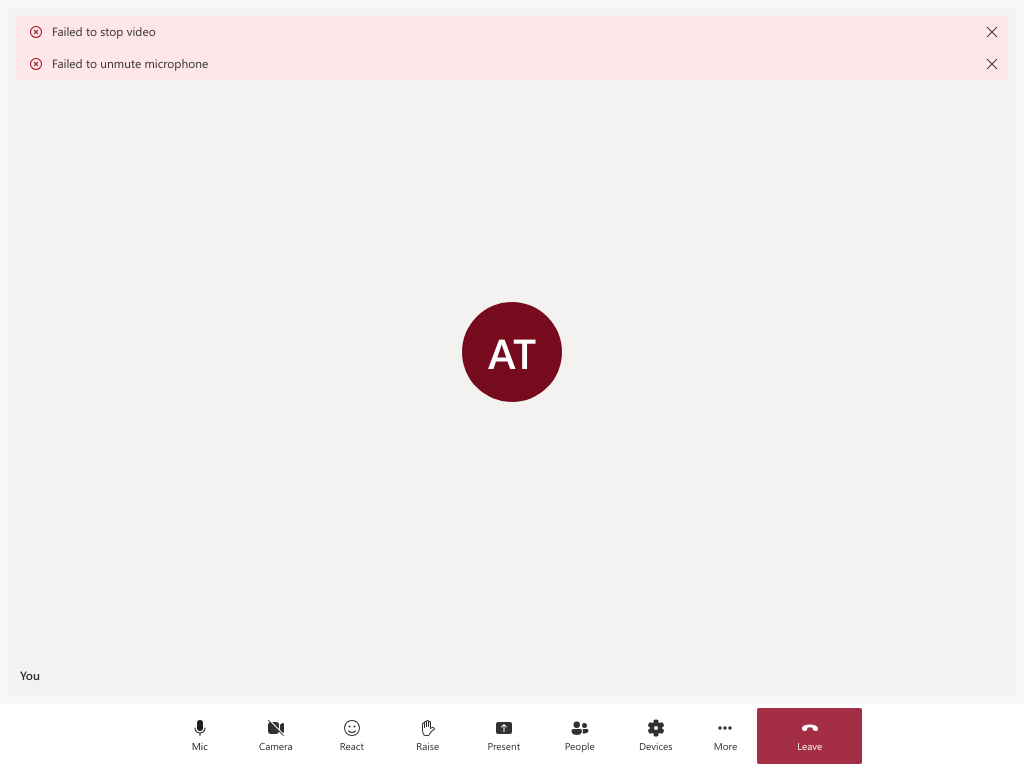 Failed to stop video
Failed to unmute microphone
AT
You
Mic
Camera
React
Raise
Present
People
Devices
More
Leave